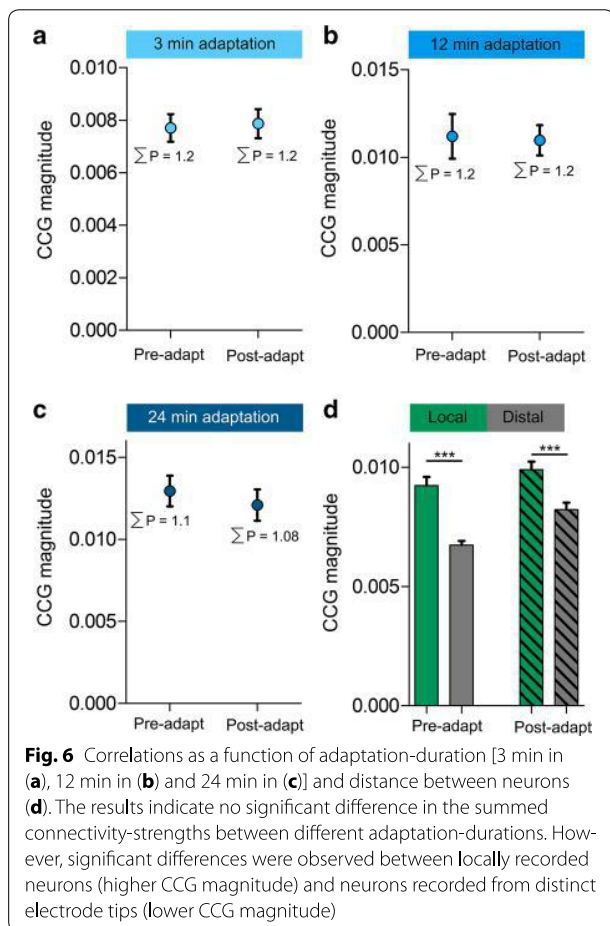 a
3 min adaptation
CCG magnitude
0.010
0.008
0.006
0.004
0.002
0.000
∑ P = 1.2
∑ P = 1.2
Pre-adapt
Post-adapt
b
12 min adaptation
CCG magnitude
0.015
0.010
0.005
0.000
∑ P = 1.2
∑ P = 1.2
Pre-adapt
Post-adapt
c
24 min adaptation
CCG magnitude
0.015
0.010
0.005
0.000
∑ P = 1.1
∑ P = 1.08
Pre-adapt
Post-adapt
d
Local
Distal
CCG magnitude
0.010
0.005
0.000
***
***
Pre-adapt
Post-adapt
Fig. 6 Correlations as a function of adaptation-duration [3 min in
(a), 12 min in (b) and 24 min in (c)] and distance between neurons
(d). The results indicate no significant difference in the summed
connectivity-strengths between different adaptation-durations. How-
ever, significant differences were observed between locally recorded
neurons (higher CCG magnitude) and neurons recorded from distinct
electrode tips (lower CCG magnitude)